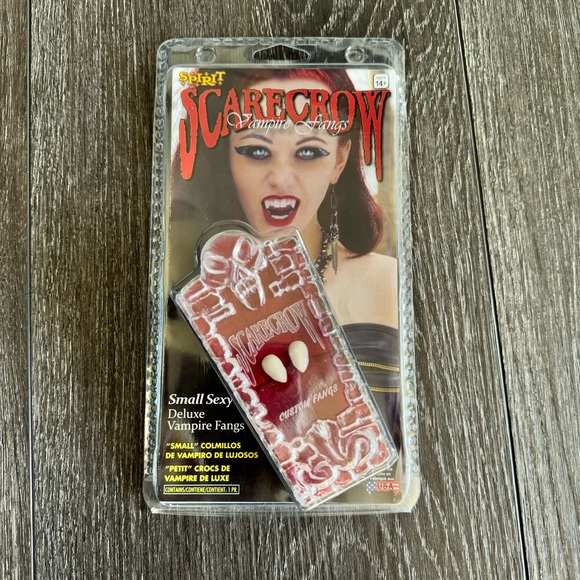 SPIRIT
14+
SCARECROW
Vampire Fangs
SCARECROW
CUSTOM FANGS
Small Sexy
Deluxe
Vampire Fangs
"SMALL" COLMILLOS
DE VAMPIRO DE LUJOSOS
"PETIT" CROCS DE
VAMPIRE DE LUXE
CONTAINS/CONTIENE/CONTIENT: 1 PR.